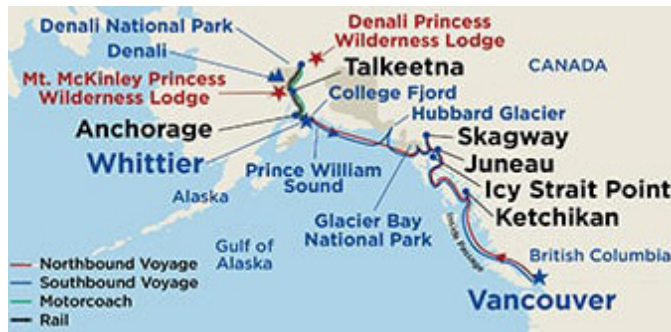 Denali National Park
Denali Princess
Wilderness Lodge
Denali
Talkeetna
CANADA
Mt. McKinley Princess
Wilderness Lodge
College Fjord
Hubbard Glacier
Anchorage
Skagway
Whittier
Juneau
Prince William
Sound
Icy Strait Point
Alaska
Glacier Bay
National Park
Ketchikan
Gulf of
Alaska
Inside Passage
British Columbia
Vancouver
Northbound Voyage
Southbound Voyage
Motorcoach
Rail